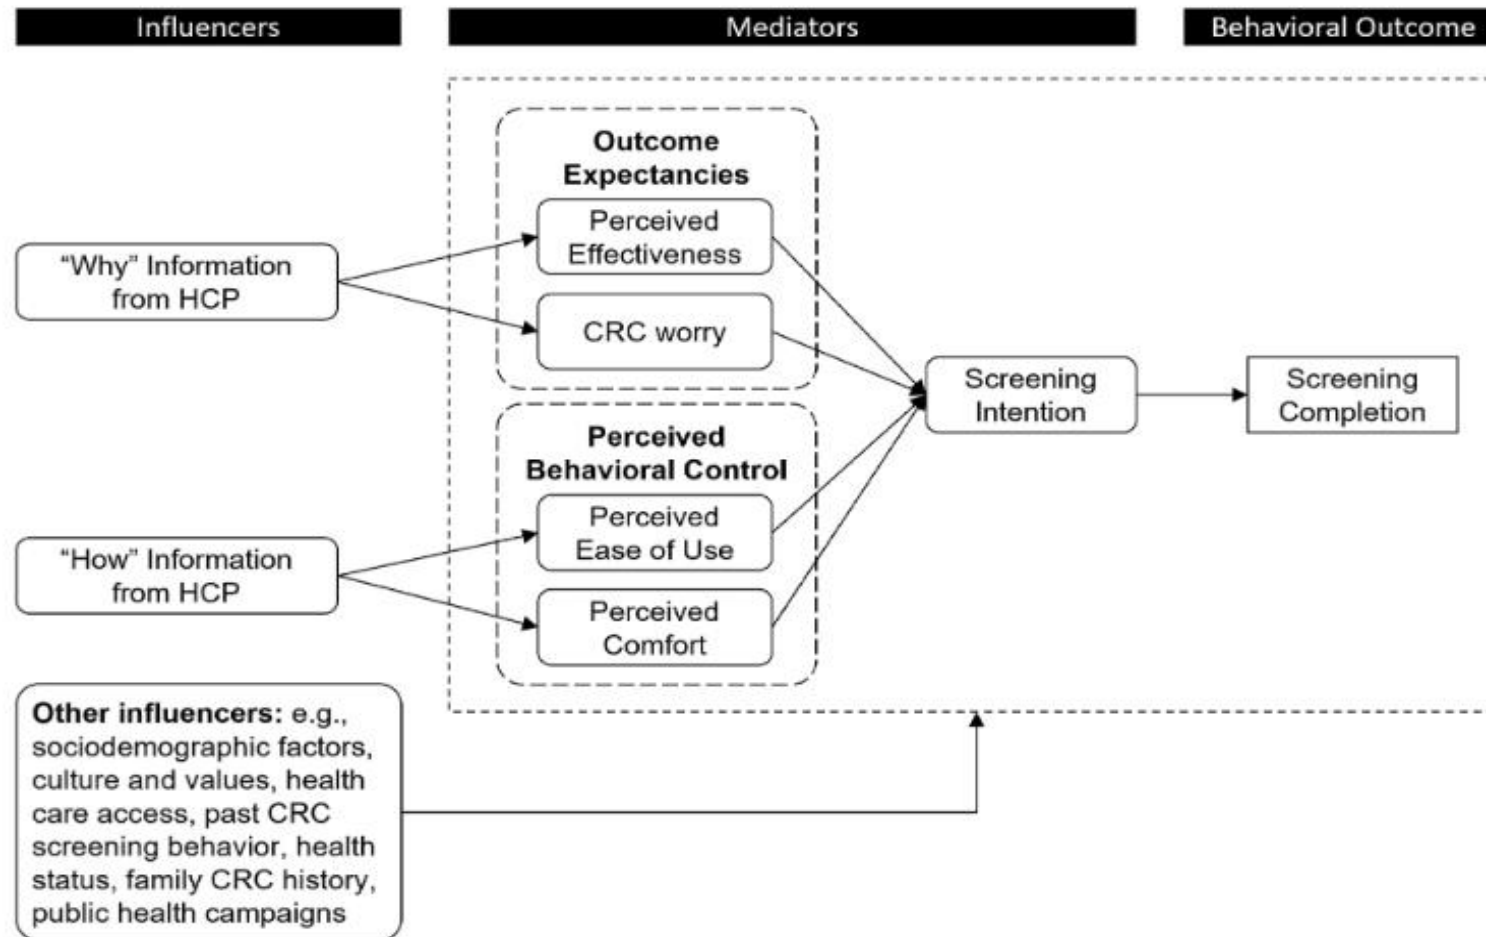 Influencers
Mediators
Behavioral Outcome
Outcome
Expectancies
Perceived
Effectiveness
CRC worry
“Why” Information
from HCP
Screening
Intention
Screening
Completion
Perceived
Behavioral Control
Perceived
Ease of Use
Perceived
Comfort
“How” Information
from HCP
Other influencers: e.g.,
sociodemographic factors,
culture and values, health
care access, past CRC
screening behavior, health
status, family CRC history,
public health campaigns